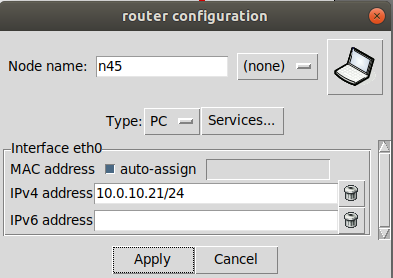 router configuration
Node name: n45 (none)
Type: PC Services...
Interface eth0
MAC address auto-assign
IPv4 address 10.0.10.21/24
IPv6 address
Apply Cancel